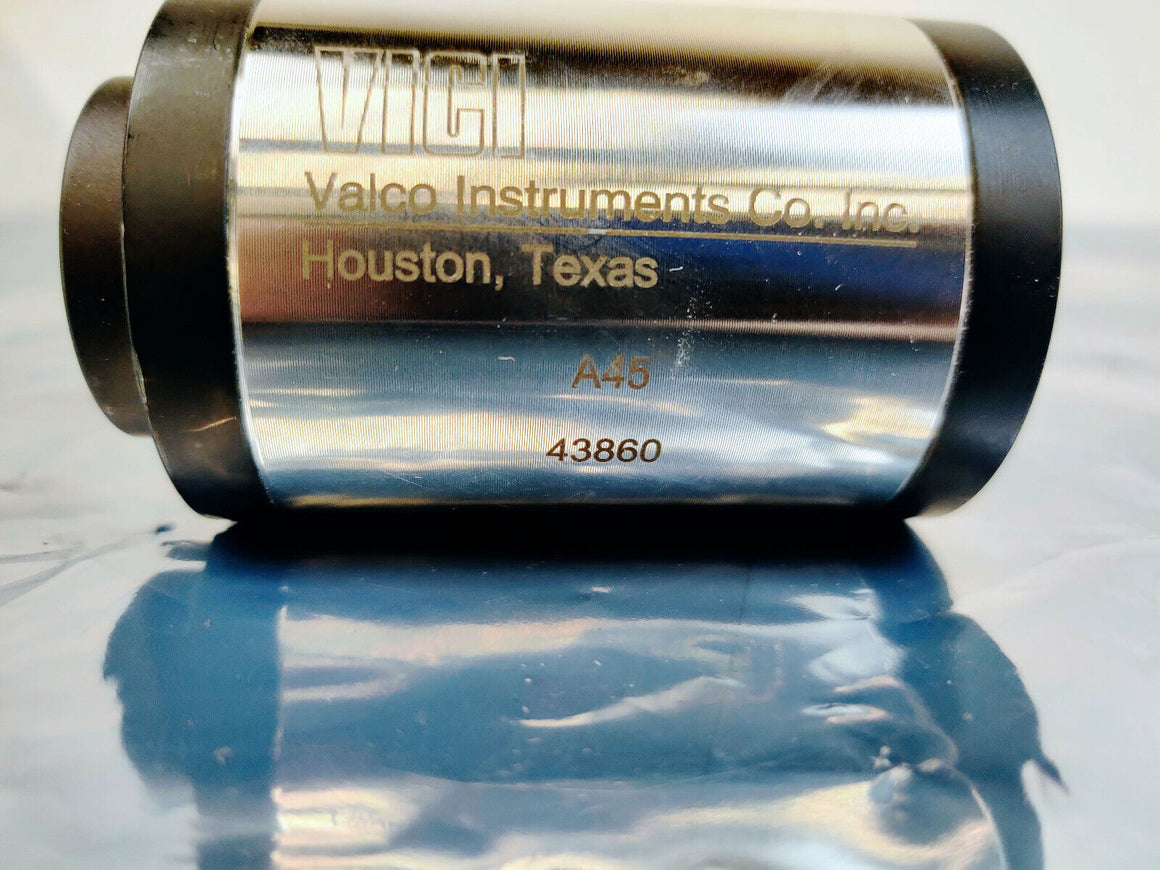 VICI
Valco Instruments Co. Inc.
Houston, Texas
A45
43860